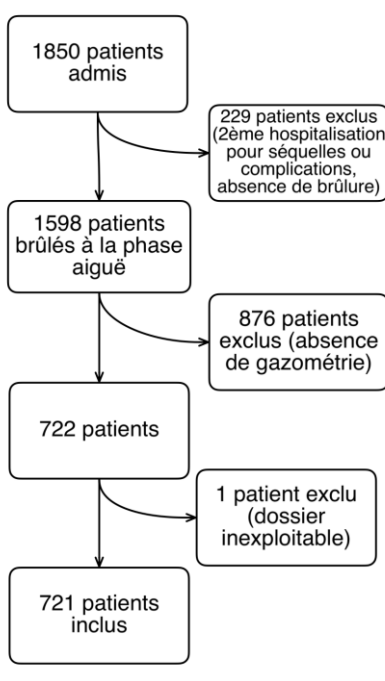 1850 patients
admis
229 patients exclus
(2ème hospitalisation
pour séquelles ou
complications,
absence de brûlure)
1598 patients
brûlés à la phase
aiguë
876 patients
exclus (absence
de gazométrie)
722 patients
1 patient exclu
(dossier
inexploitable)
721 patients
inclus